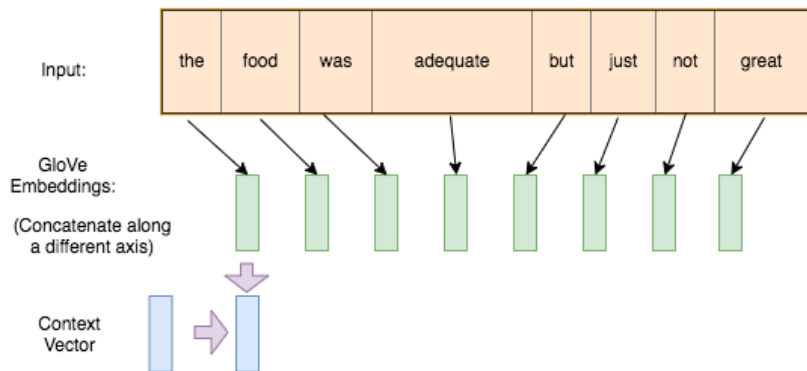 Input:
the food was adequate but just not great
GloVe
Embeddings:
(Concatenate along
a different axis)
Context
Vector